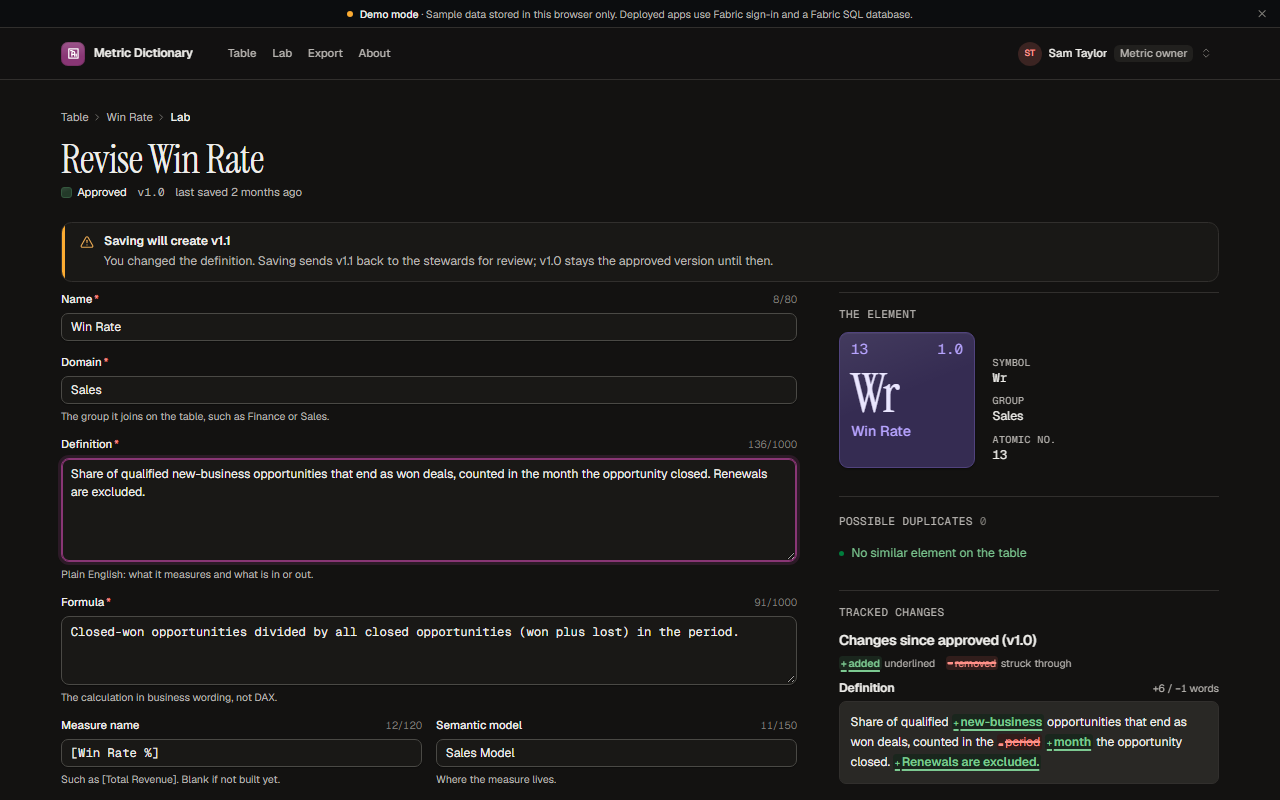 Demo mode · Sample data stored in this browser only. Deployed apps use Fabric sign-in and a Fabric SQL database.
Metric Dictionary
Table Lab Export About
ST Sam Taylor Metric owner
Table > Win Rate > Lab
Revise Win Rate
Approved v1.0 last saved 2 months ago
Saving will create v1.1
You changed the definition. Saving sends v1.1 back to the stewards for review; v1.0 stays the approved version until then.
Name * 8/80
Win Rate
Domain *
Sales
The group it joins on the table, such as Finance or Sales.
Definition * 136/1000
Share of qualified new-business opportunities that end as won deals, counted in the month the opportunity closed. Renewals
are excluded.
Plain English: what it measures and what is in or out.
Formula * 91/1000
Closed-won opportunities divided by all closed opportunities (won plus lost) in the period.
The calculation in business wording, not DAX.
Measure name 12/120
[Win Rate %]
Such as [Total Revenue]. Blank if not built yet.
Semantic model 11/150
Sales Model
Where the measure lives.
THE ELEMENT
13 1.0
Wr
Win Rate
SYMBOL
Wr
GROUP
Sales
ATOMIC NO.
13
POSSIBLE DUPLICATES 0
No similar element on the table
TRACKED CHANGES
Changes since approved (v1.0)
+added underlined −removed struck through
Definition +6 / −1 words
Share of qualified +new-business opportunities that end as
won deals, counted in the −period +month the opportunity
closed. +Renewals are excluded.